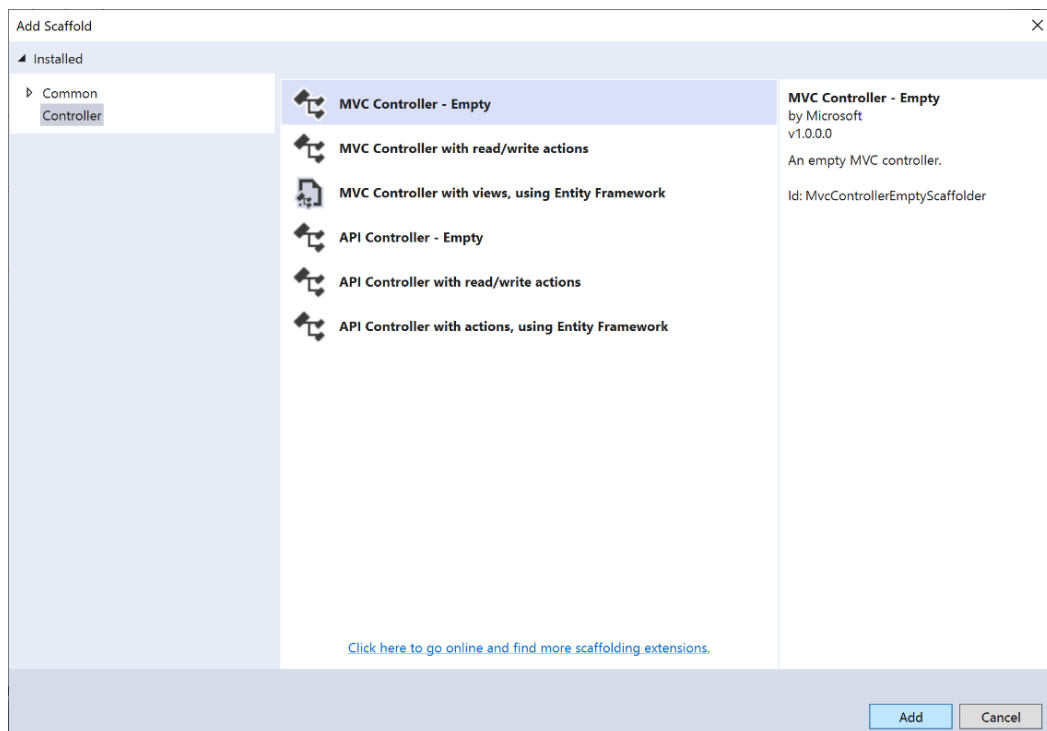 Add Scaffold
Installed
Common
Controller
MVC Controller - Empty
MVC Controller with read/write actions
MVC Controller with views, using Entity Framework
API Controller - Empty
API Controller with read/write actions
API Controller with actions, using Entity Framework
Click here to go online and find more scaffolding extensions.
MVC Controller - Empty
by Microsoft
v1.0.0.0
An empty MVC controller.
Id: MvcControllerEmptyScaffolder
Add
Cancel